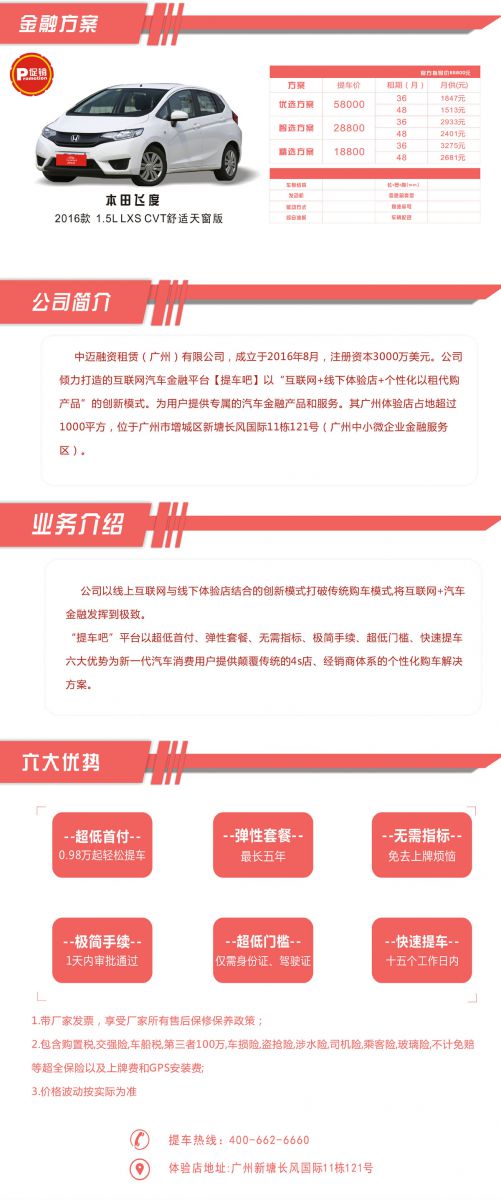 金融方案
P促销
Promotion
官方指导价85800元
方案 提车价 租期（月） 月供(元)
优选方案 58000 36 1847元
48 1513元
智选方案 28800 36 2933元
48 2401元
精选方案 18800 36 3275元
48 2681元
车身结构 长*宽*高(mm)
发动机
驱动方式
综合油耗
本田飞度
2016款 1.5L LXS CVT舒适天窗版
公司简介
中迈融资租赁（广州）有限公司，成立于2016年8月，注册资本3000万美元。公司
倾力打造的互联网汽车金融平台【提车吧】以“互联网+线下体验店+个性化以租代购
产品”的创新模式。为用户提供专属的汽车金融产品和服务。其广州体验店占地超过
1000平方，位于广州市增城区新塘长风国际11栋121号（广州中小微企业金融服务
区）。
业务介绍
公司以线上互联网与线下体验店结合的创新模式打破传统购车模式,将互联网+汽车
金融发挥到极致。
“提车吧”平台以超低首付、弹性套餐、无需指标、极简手续、超低门槛、快速提车
六大优势为新一代汽车消费用户提供颠覆传统的4s店、经销商体系的个性化购车解决
方案。
六大优势
--超低首付--
0.98万起轻松提车
--弹性套餐--
最长五年
--无需指标--
免去上牌烦恼
--极简手续--
1天内审批通过
--超低门槛--
仅需身份证、驾驶证
--快速提车--
十五个工作日内
1.带厂家发票，享受厂家所有售后保修保养政策；
2.包含购置税,交强险,车船税,第三者100万,车损险,盗抢险,涉水险,司机险,乘客险,玻璃险,不计免赔
等超全保险以及上牌费和GPS安装费;
3.价格波动按实际为准
提车热线：400-662-6660
体验店地址:广州新塘长风国际11栋121号